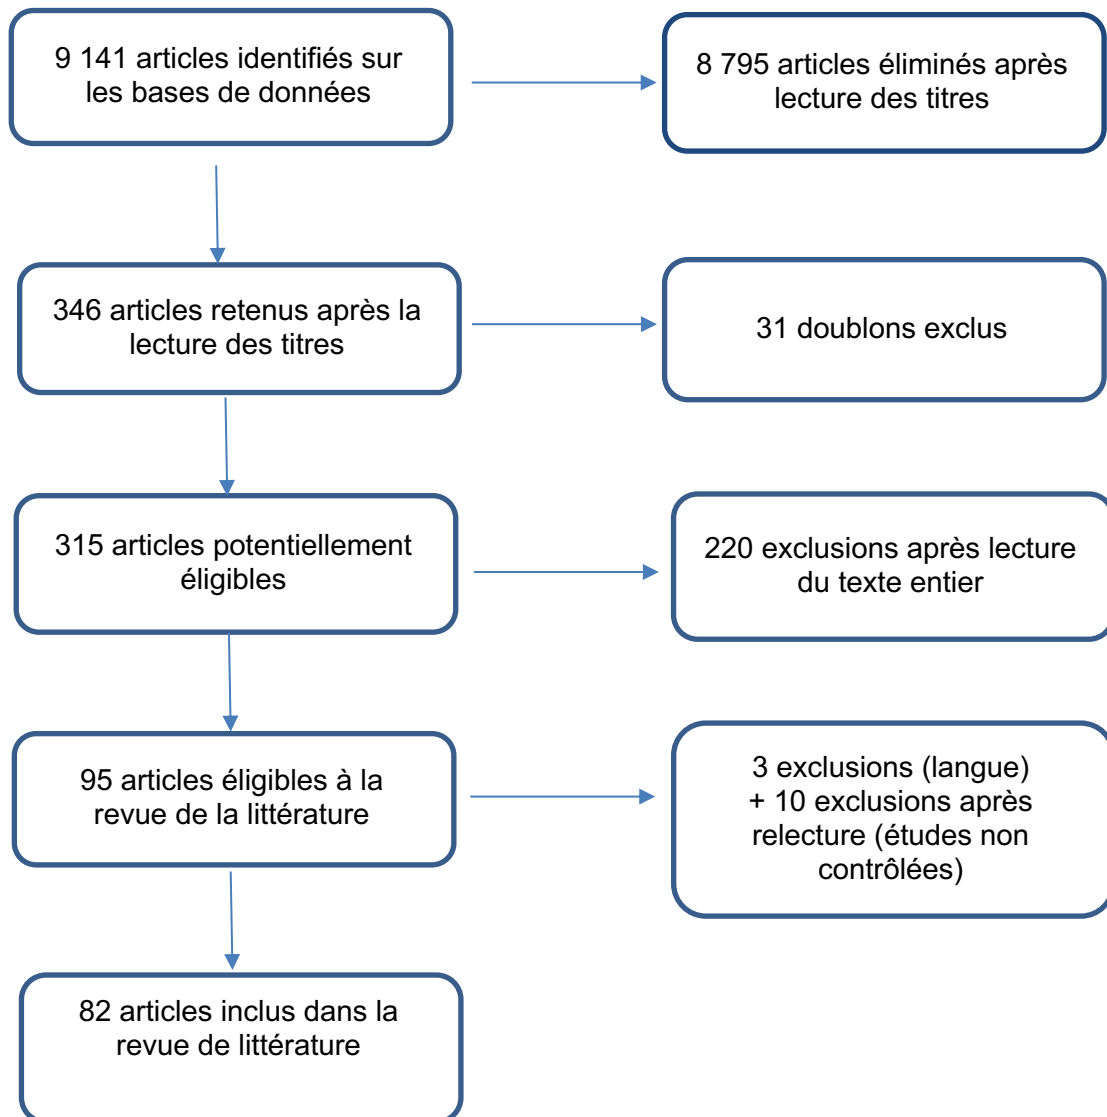 9 141 articles identifiés sur
les bases de données
8 795 articles éliminés après
lecture des titres
346 articles retenus après la
lecture des titres
31 doublons exclus
315 articles potentiellement
éligibles
220 exclusions après lecture
du texte entier
95 articles éligibles à la
revue de la littérature
3 exclusions (langue)
+ 10 exclusions après
relecture (études non
contrôlées)
82 articles inclus dans la
revue de littérature